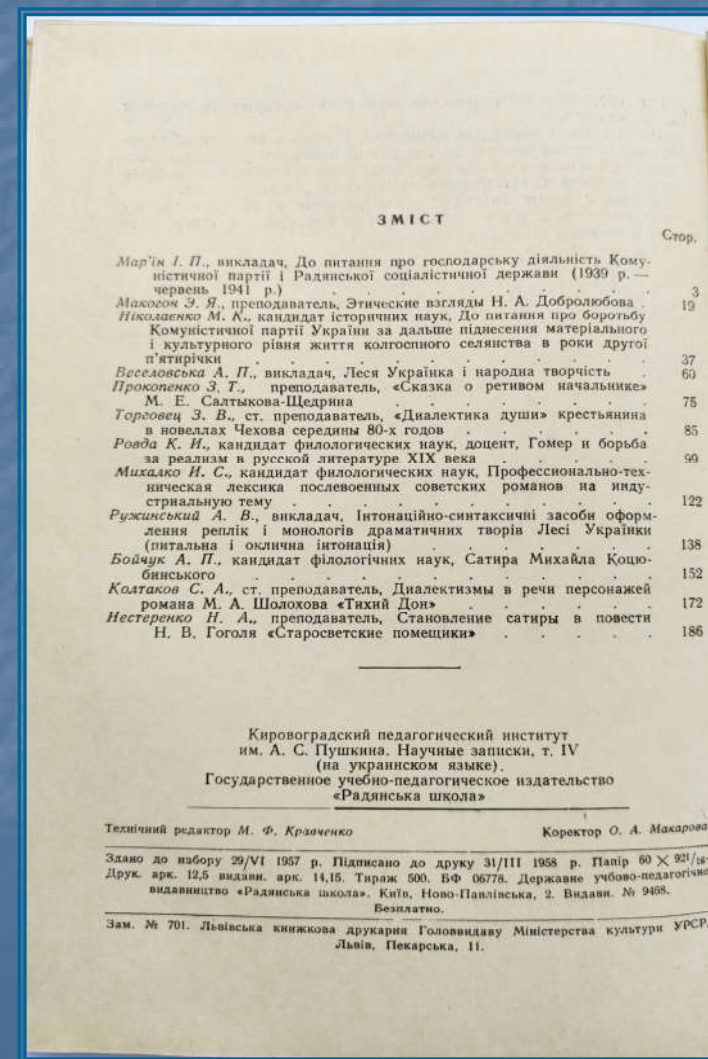 ЗМІСТ
Стор.
Мар'їн І. П., викладач, До питання про господарську діяльність Кому-
ністичної партії і Радянської соціалістичної держави (1939 р. —
червень 1941 р.) . . . . . . . . . . . 3
Макогон Э. Я., преподаватель, Этические взгляды Н. А. Добролюбова . 19
Ніколаєнко М. К., кандидат історичних наук, До питання про боротьбу
Комуністичної партії України за дальше піднесення матеріального
і культурного рівня життя колгоспного селянства в роки другої
п'ятирічки . . . . . . . . . . . . 37
Веселовська А. П., викладач, Леся Українка і народна творчість . 60
Прокопенко З. Т., преподаватель, «Сказка о ретивом начальнике»
М. Е. Салтыкова-Щедрина . . . . . . . . 75
Торговец З. В., ст. преподаватель, «Диалектика души» крестьянина
в новеллах Чехова середины 80-х годов . . . . . . 85
Ровда К. И., кандидат филологических наук, доцент, Гомер и борьба
за реализм в русской литературе XIX века . . . . . 99
Михалко И. С., кандидат филологических наук, Профессионально-тех-
ническая лексика послевоенных советских романов на инду-
стриальную тему . . . . . . . . . . . 122
Ружинський А. В., викладач, Інтонаційно-синтаксичні засоби оформ-
лення реплік і монологів драматичних творів Лесі Українки
(питальна і оклична інтонація) . . . . . . . 138
Бойчук А. П., кандидат філологічних наук, Сатира Михайла Коцю-
бинського . . . . . . . . . . . . 152
Колтаков С. А., ст. преподаватель, Диалектизмы в речи персонажей
романа М. А. Шолохова «Тихий Дон» . . . . . . 172
Нестеренко Н. А., преподаватель, Становление сатиры в повести
Н. В. Гоголя «Старосветские помещики» . . . . . 186
Кировоградский педагогический институт
им. А. С. Пушкина. Научные записки, т. IV
(на украинском языке).
Государственное учебно-педагогическое издательство
«Радянська школа»
Технічний редактор М. Ф. Кравченко Коректор О. А. Макарова
Здано до набору 29/VI 1957 р. Підписано до друку 31/III 1958 р. Папір 60 × 92 1/16.
Друк. арк. 12,5 видавн. арк. 14,15. Тираж 500. БФ 06778. Державне учбово-педагогічне
видавництво «Радянська школа». Київ, Ново-Павлівська, 2. Видавн. № 9468.
Безплатно.
Зам. № 701. Львівська книжкова друкарня Головвидаву Міністерства культури УРСР.
Львів, Пекарська, 11.